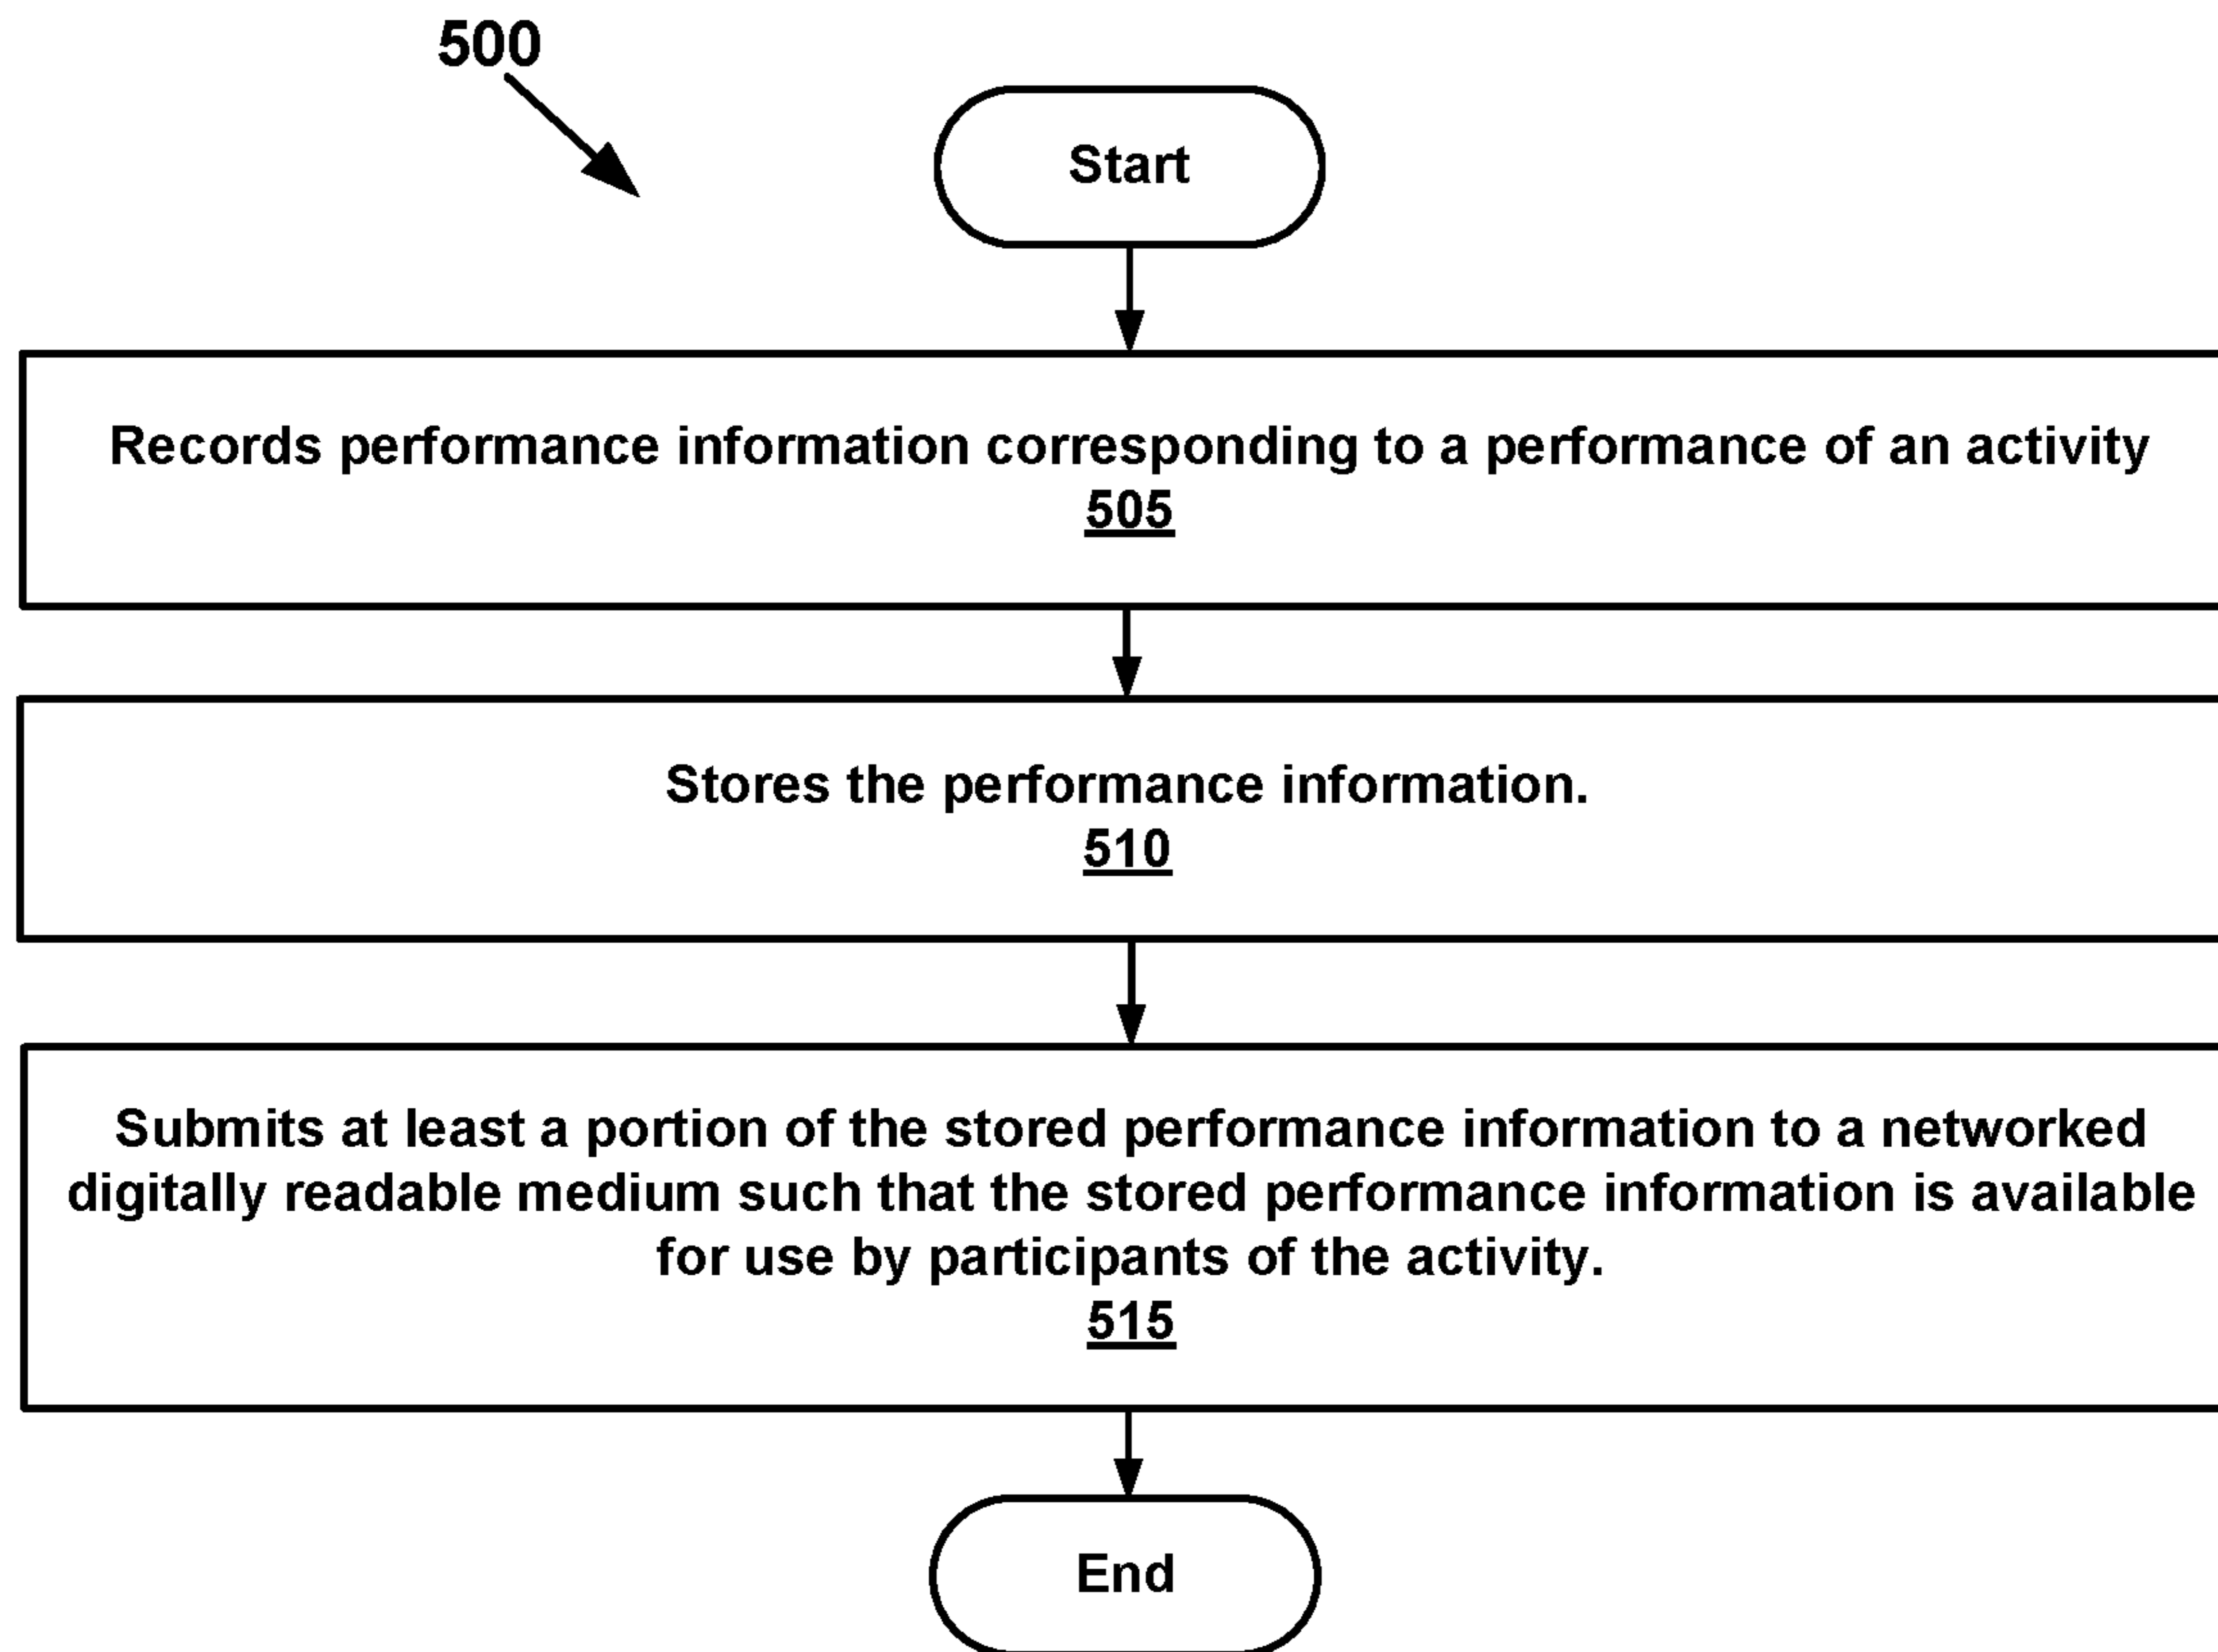 500
Start
Records performance information corresponding to a performance of an activity
505
Stores the performance information.
510
Submits at least a portion of the stored performance information to a networked
digitally readable medium such that the stored performance information is available
for use by participants of the activity.
515
End